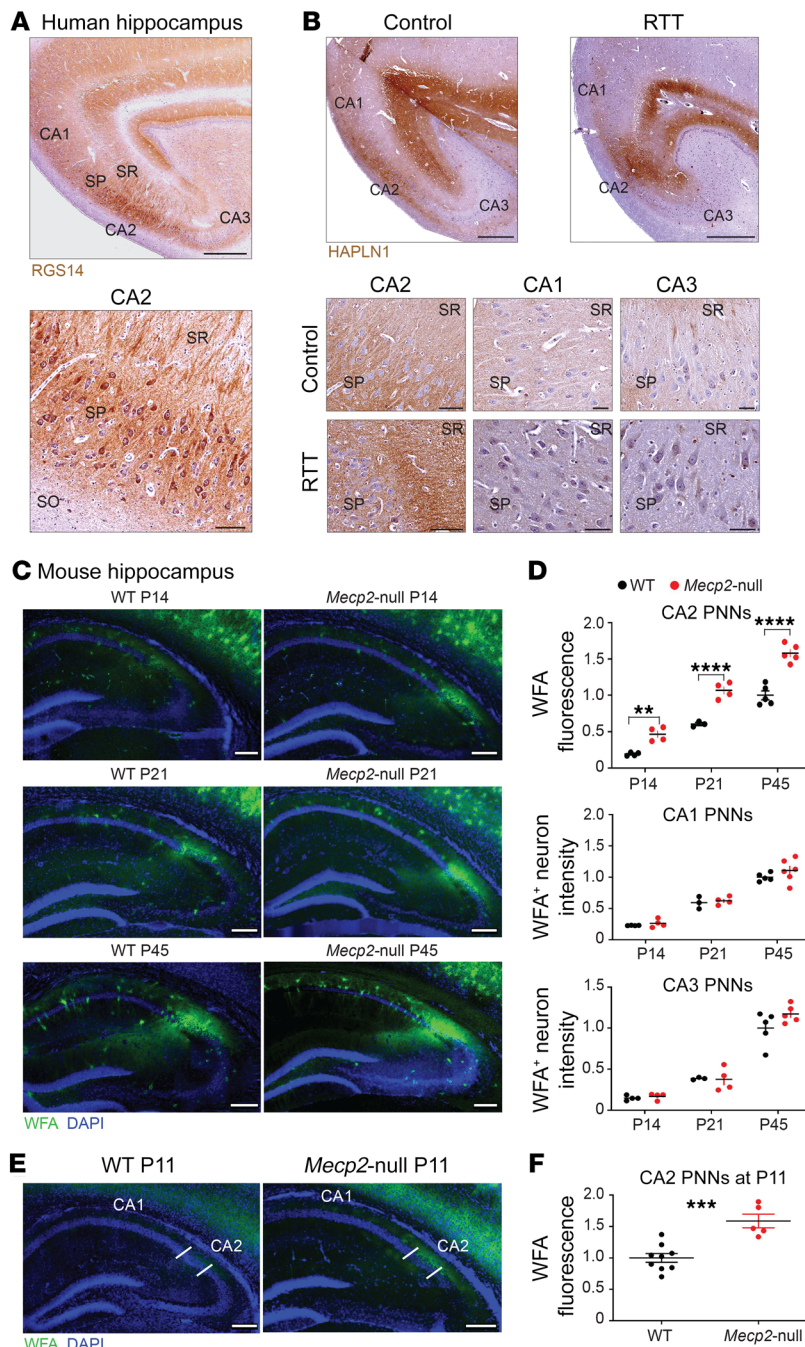 A Human hippocampus
CA1
SR
SP
CA2
CA3
RGS14
CA2
SR
SP
SO
B
Control
RTT
CA1
CA2
CA3
HAPLN1
CA1
CA2
CA3
CA2
CA1
CA3
Control
SR
SP
SR
SP
SR
SP
RTT
SR
SP
SR
SP
SR
SP
C Mouse hippocampus
WT P14
Mecp2-null P14
WT P21
Mecp2-null P21
WT P45
Mecp2-null P45
WFA DAPI
D
WT Mecp2-null
CA2 PNNs
WFA
fluorescence
2.0
1.5
1.0
0.5
0
**
****
****
P14 P21 P45
CA1 PNNs
WFA+ neuron
intensity
2.0
1.5
1.0
0.5
0
P14 P21 P45
CA3 PNNs
WFA+ neuron
intensity
1.5
1.0
0.5
0
P14 P21 P45
E
WT P11
Mecp2-null P11
CA1
CA2
CA1
CA2
WFA DAPI
F
CA2 PNNs at P11
WFA
fluorescence
2.0
1.5
1.0
0.5
0
***
WT Mecp2-null